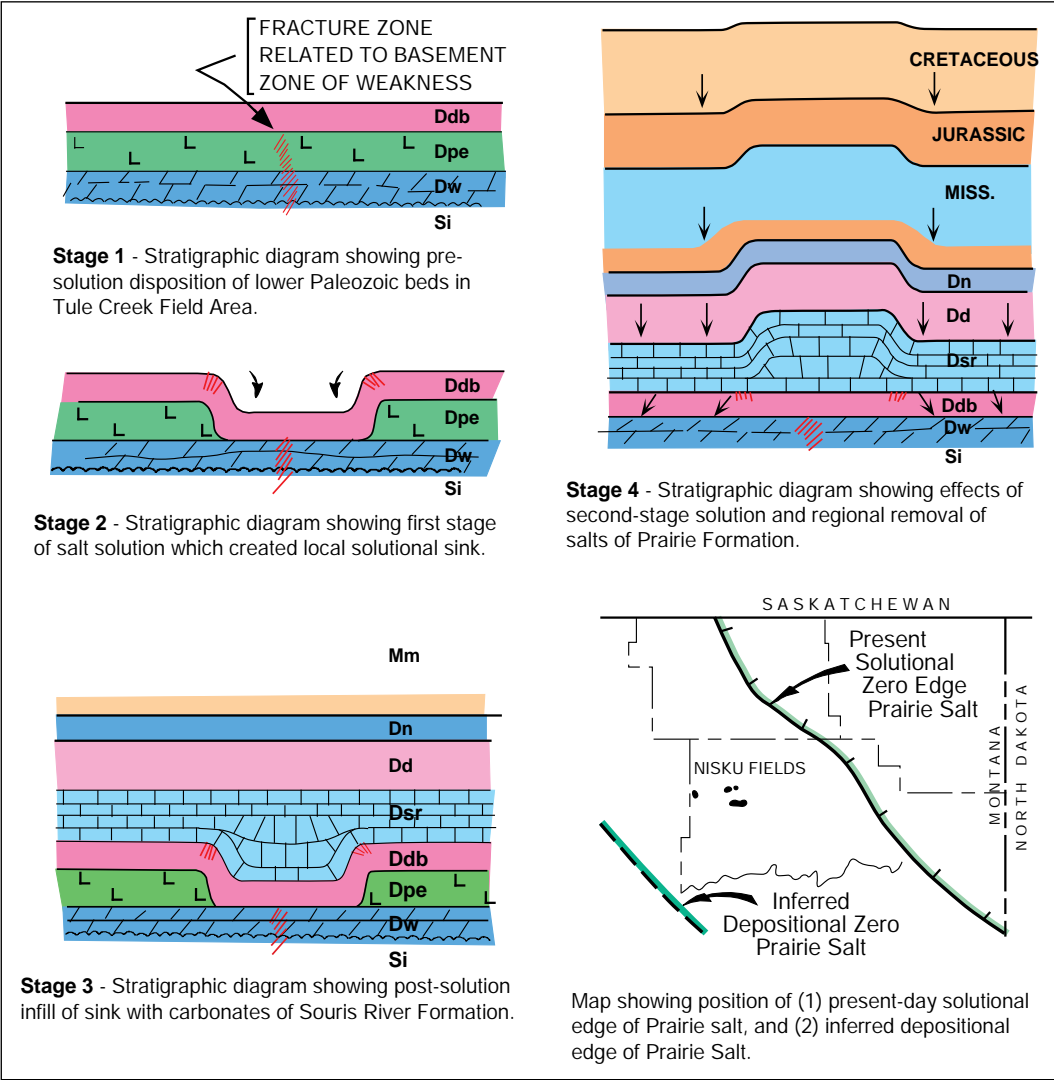 FRACTURE ZONE
RELATED TO BASEMENT
ZONE OF WEAKNESS
Ddb
Dpe
Dw
Si
Stage 1 - Stratigraphic diagram showing pre-
solution disposition of lower Paleozoic beds in
Tule Creek Field Area.
Ddb
Dpe
Dw
Si
Stage 2 - Stratigraphic diagram showing first stage
of salt solution which created local solutional sink.
Mm
Dn
Dd
Dsr
Ddb
Dpe
Dw
Si
Stage 3 - Stratigraphic diagram showing post-solution
infill of sink with carbonates of Souris River Formation.
CRETACEOUS
JURASSIC
MISS.
Dn
Dd
Dsr
Ddb
Dw
Si
Stage 4 - Stratigraphic diagram showing effects of
second-stage solution and regional removal of
salts of Prairie Formation.
SASKATCHEWAN
Present
Solutional
Zero Edge
Prairie Salt
NISKU FIELDS
MONTANA
NORTH DAKOTA
Inferred
Depositional Zero
Prairie Salt
Map showing position of (1) present-day solutional
edge of Prairie salt, and (2) inferred depositional
edge of Prairie Salt.